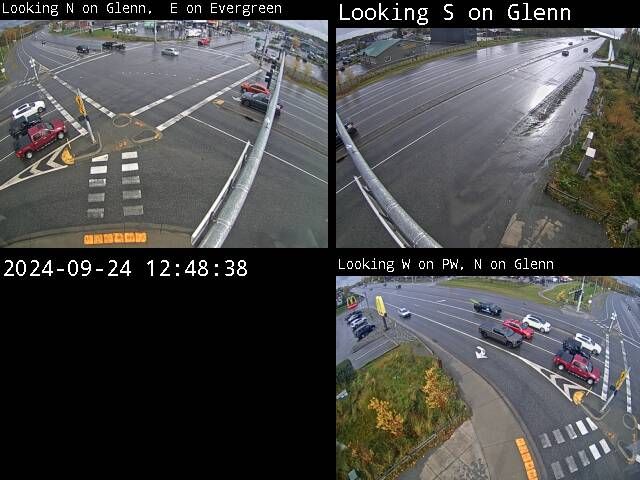 Looking N on Glenn,  E on Evergreen
Looking S on Glenn
2024-09-24 12:48:38
Looking W on PW, N on Glenn